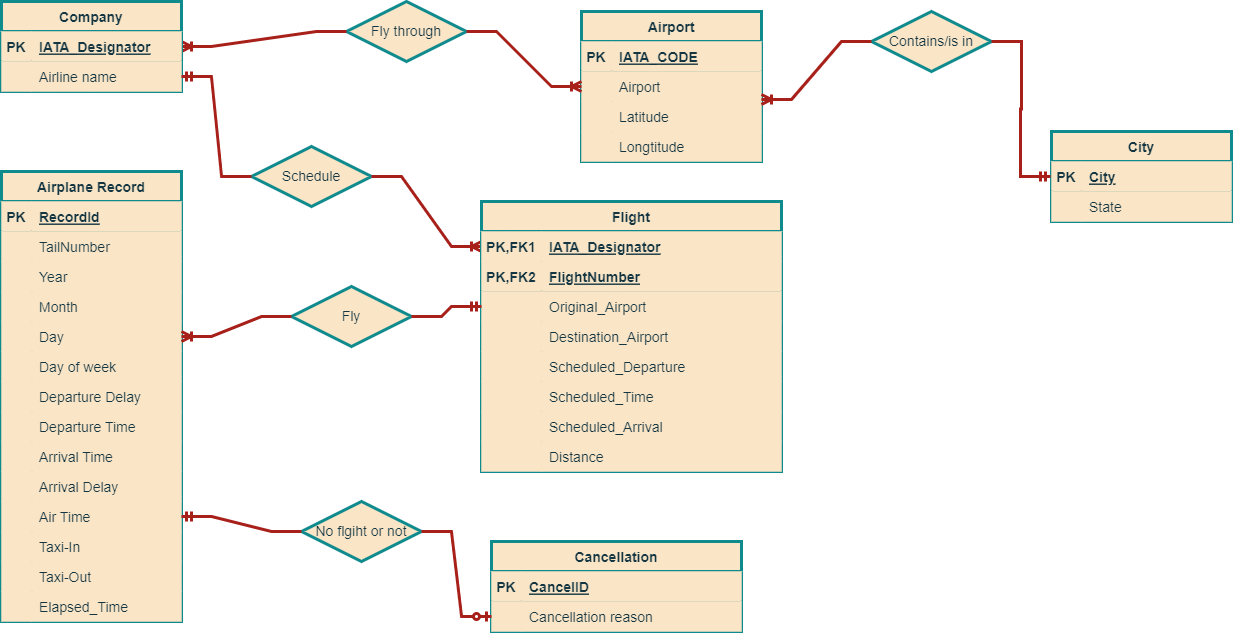 Company
PK IATA_Designator
Airline name
Fly through
Airport
PK IATA_CODE
Airport
Latitude
Longtitude
Contains/is in
City
PK City
State
Schedule
Airplane Record
PK RecordId
TailNumber
Year
Month
Day
Day of week
Departure Delay
Departure Time
Arrival Time
Arrival Delay
Air Time
Taxi-In
Taxi-Out
Elapsed_Time
Flight
PK,FK1 IATA_Designator
PK,FK2 FlightNumber
Original_Airport
Destination_Airport
Scheduled_Departure
Scheduled_Time
Scheduled_Arrival
Distance
Fly
No flgiht or not
Cancellation
PK CancelID
Cancellation reason